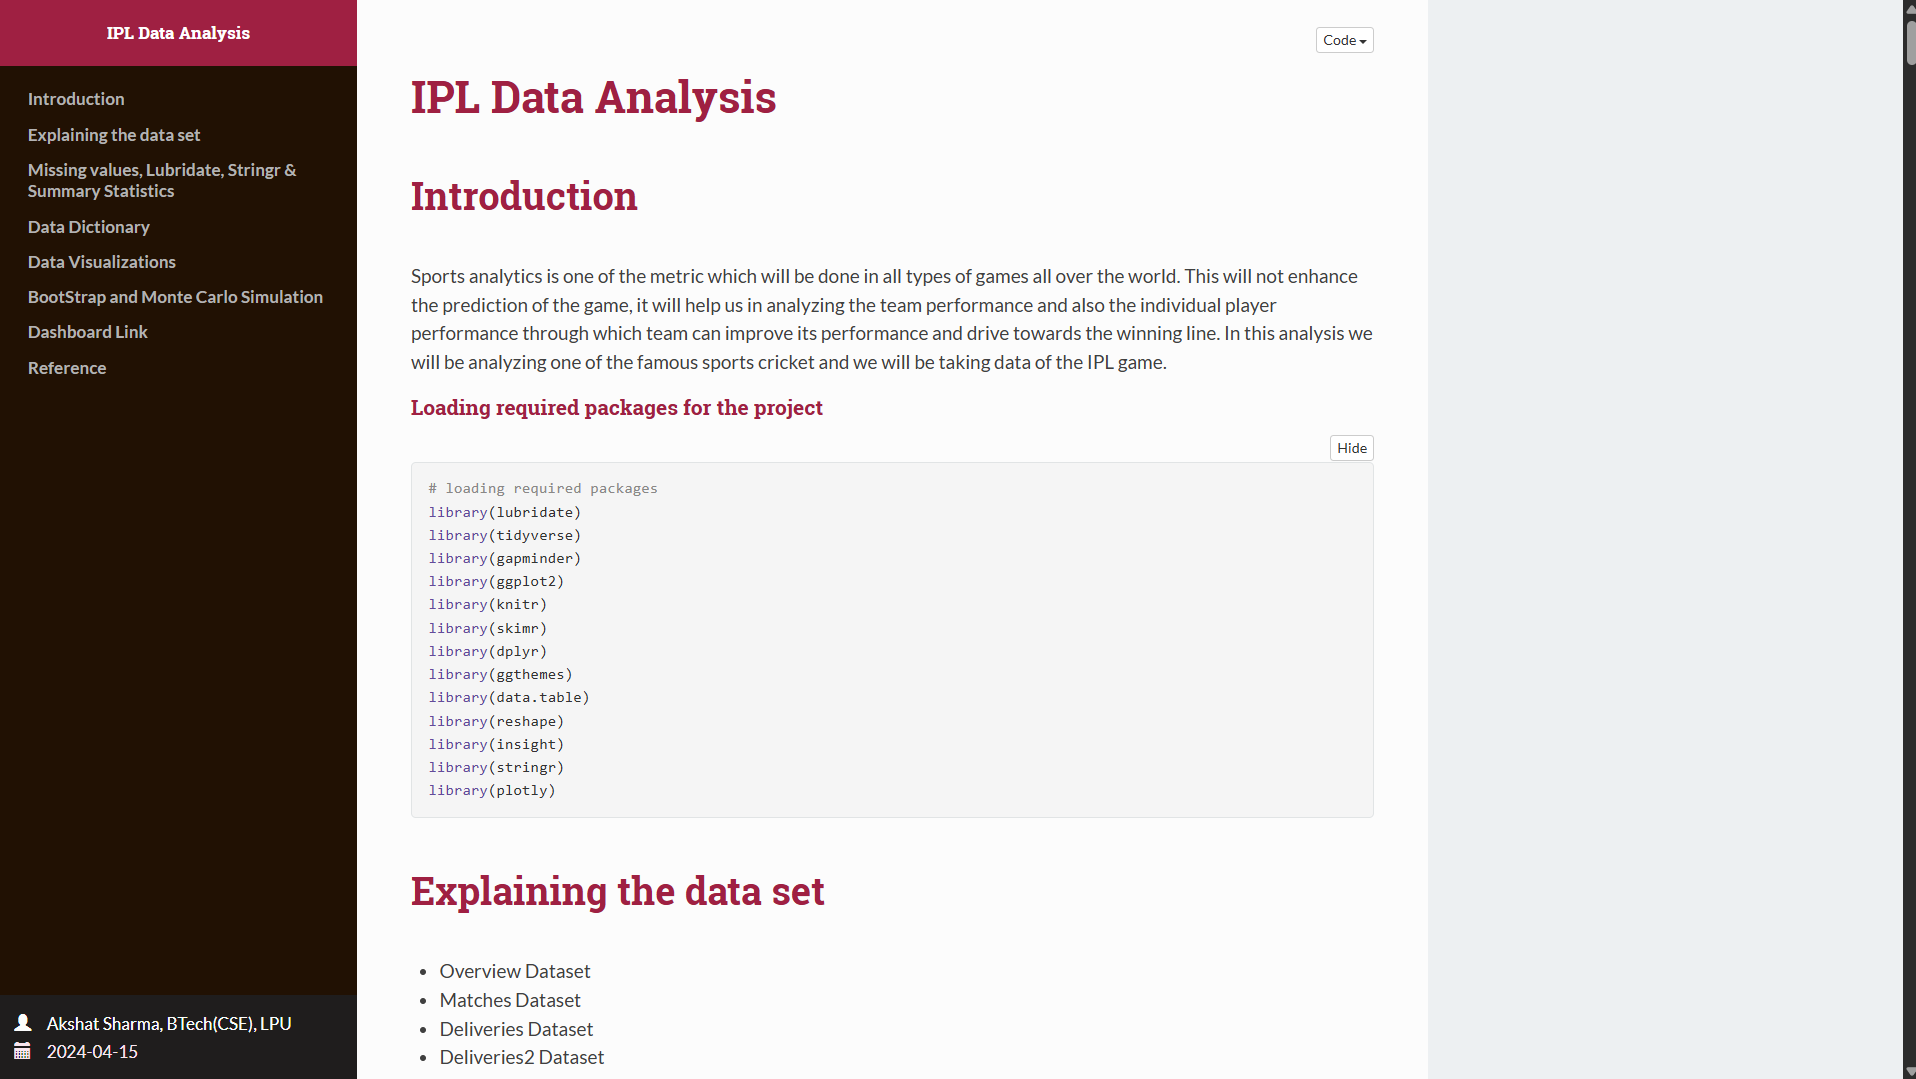 IPL Data Analysis
Introduction
Explaining the data set
Missing values, Lubridate, Stringr &
Summary Statistics
Data Dictionary
Data Visualizations
BootStrap and Monte Carlo Simulation
Dashboard Link
Reference
Akshat Sharma, BTech(CSE), LPU
2024-04-15
Code
IPL Data Analysis
Introduction
Sports analytics is one of the metric which will be done in all types of games all over the world. This will not enhance
the prediction of the game, it will help us in analyzing the team performance and also the individual player
performance through which team can improve its performance and drive towards the winning line. In this analysis we
will be analyzing one of the famous sports cricket and we will be taking data of the IPL game.
Loading required packages for the project
Hide
# loading required packages
library(lubridate)
library(tidyverse)
library(gapminder)
library(ggplot2)
library(knitr)
library(skimr)
library(dplyr)
library(ggthemes)
library(data.table)
library(reshape)
library(insight)
library(stringr)
library(plotly)
Explaining the data set
• Overview Dataset
• Matches Dataset
• Deliveries Dataset
• Deliveries2 Dataset